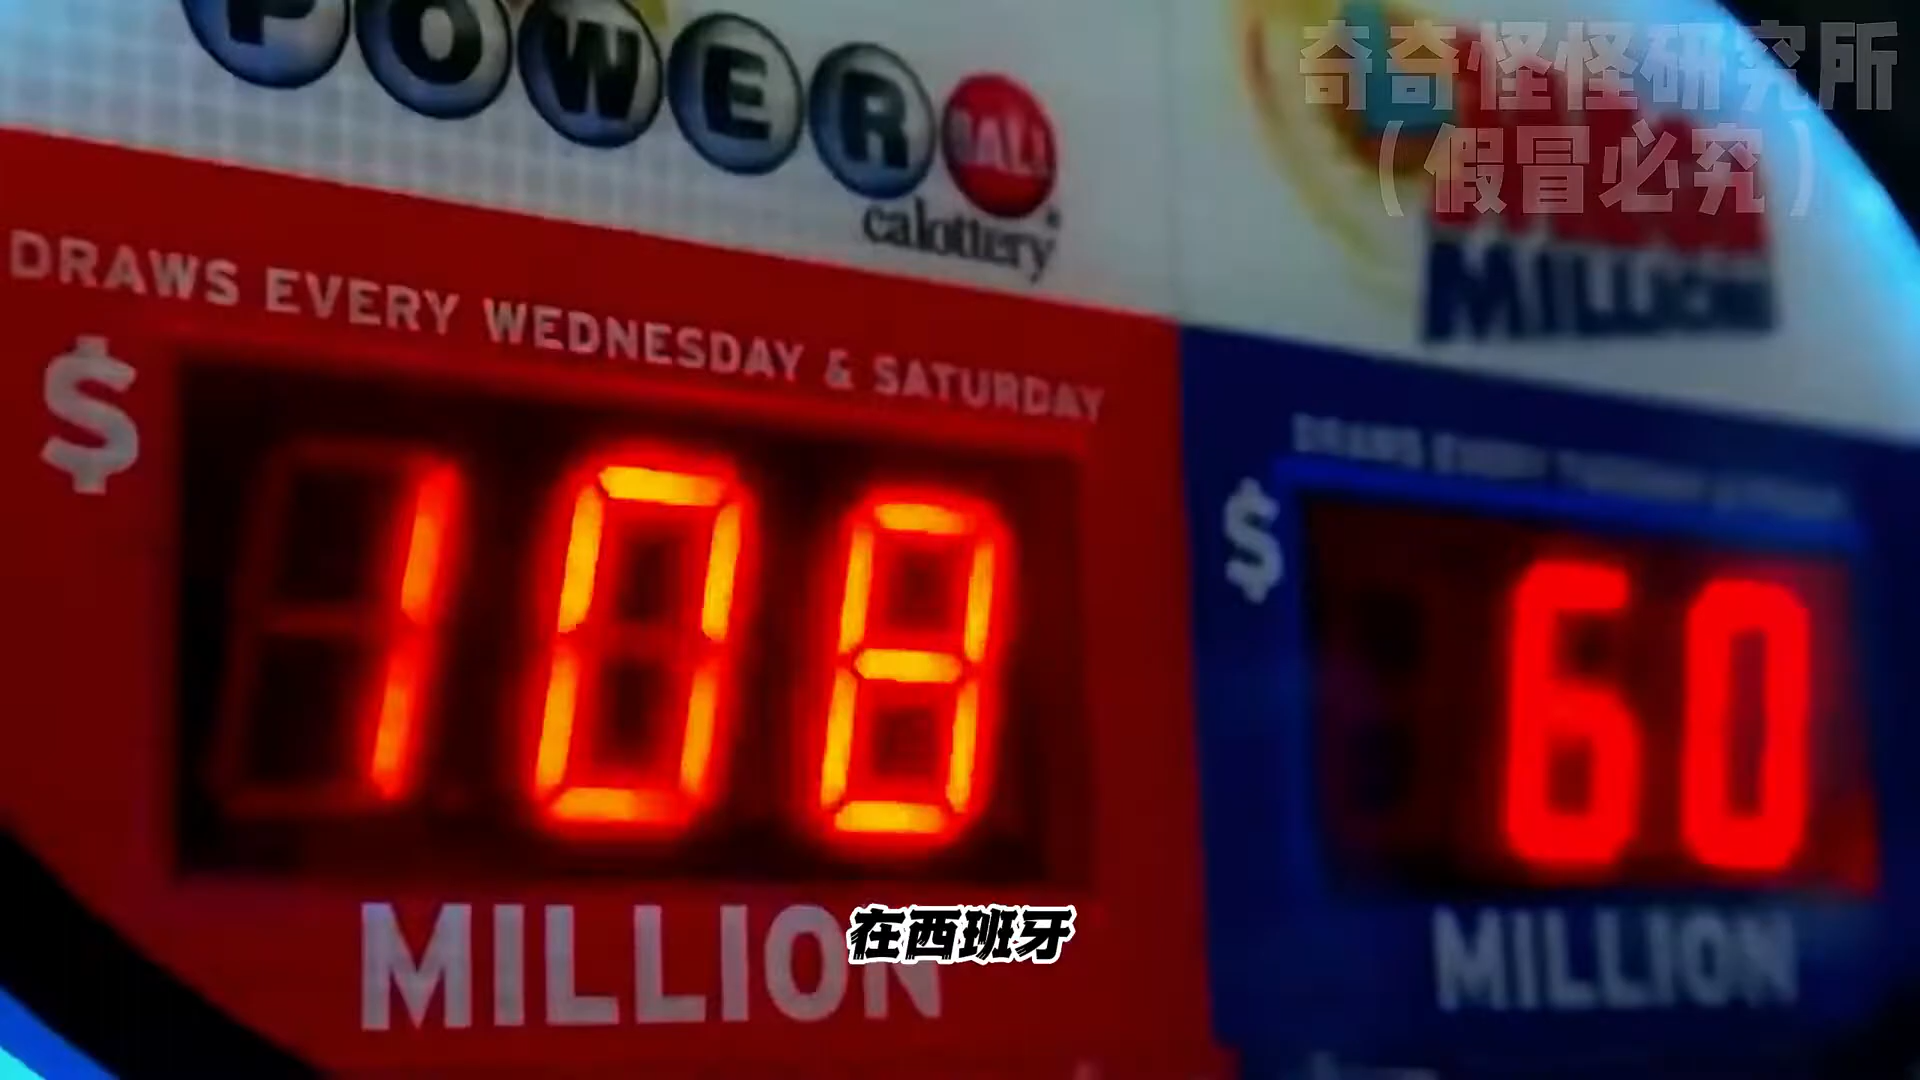 POWER
BALL
calottery
DRAWS EVERY WEDNESDAY & SATURDAY
$
108
MILLION
奇奇怪怪研究所
（假冒必究）
MILLIONS
$
60
MILLION
在西班牙